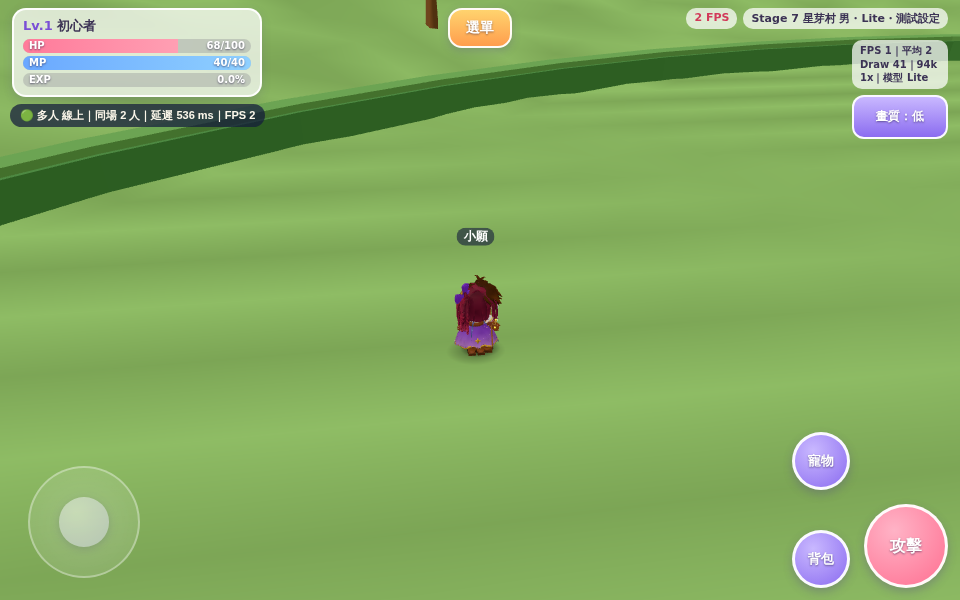 Lv.1 初心者
HP 68/100
MP 40/40
EXP 0.0%
多人 線上｜同場 2 人｜延遲 536 ms｜FPS 2
選單
2 FPS
Stage 7 星芽村 男・Lite・測試設定
FPS 1｜平均 2
Draw 41｜94k
1x｜模型 Lite
畫質：低
小願
寵物
攻擊
背包